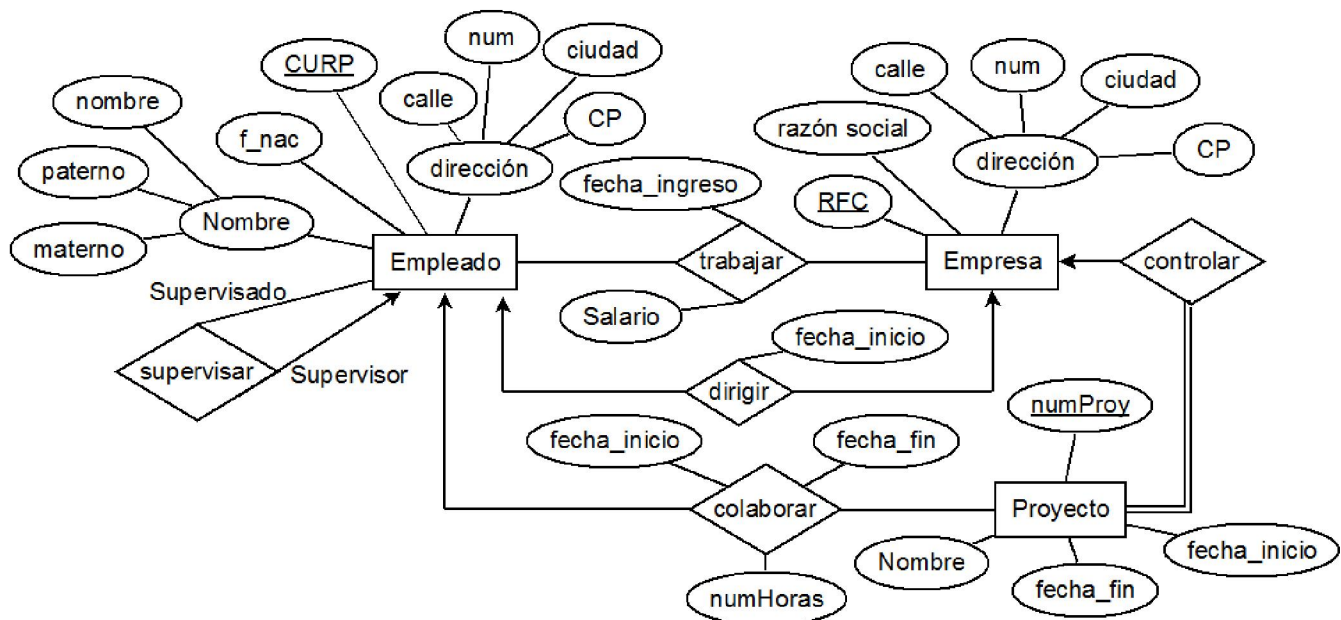 num
ciudad
CURP
calle
nombre
CP
f_nac
dirección
paterno
Nombre
materno
Empleado
Supervisado
supervisar
Supervisor
fecha_ingreso
trabajar
Salario
calle
num
ciudad
razón social
dirección
CP
RFC
Empresa
controlar
fecha_inicio
dirigir
numProy
fecha_inicio
fecha_fin
colaborar
Proyecto
Nombre
fecha_inicio
fecha_fin
numHoras